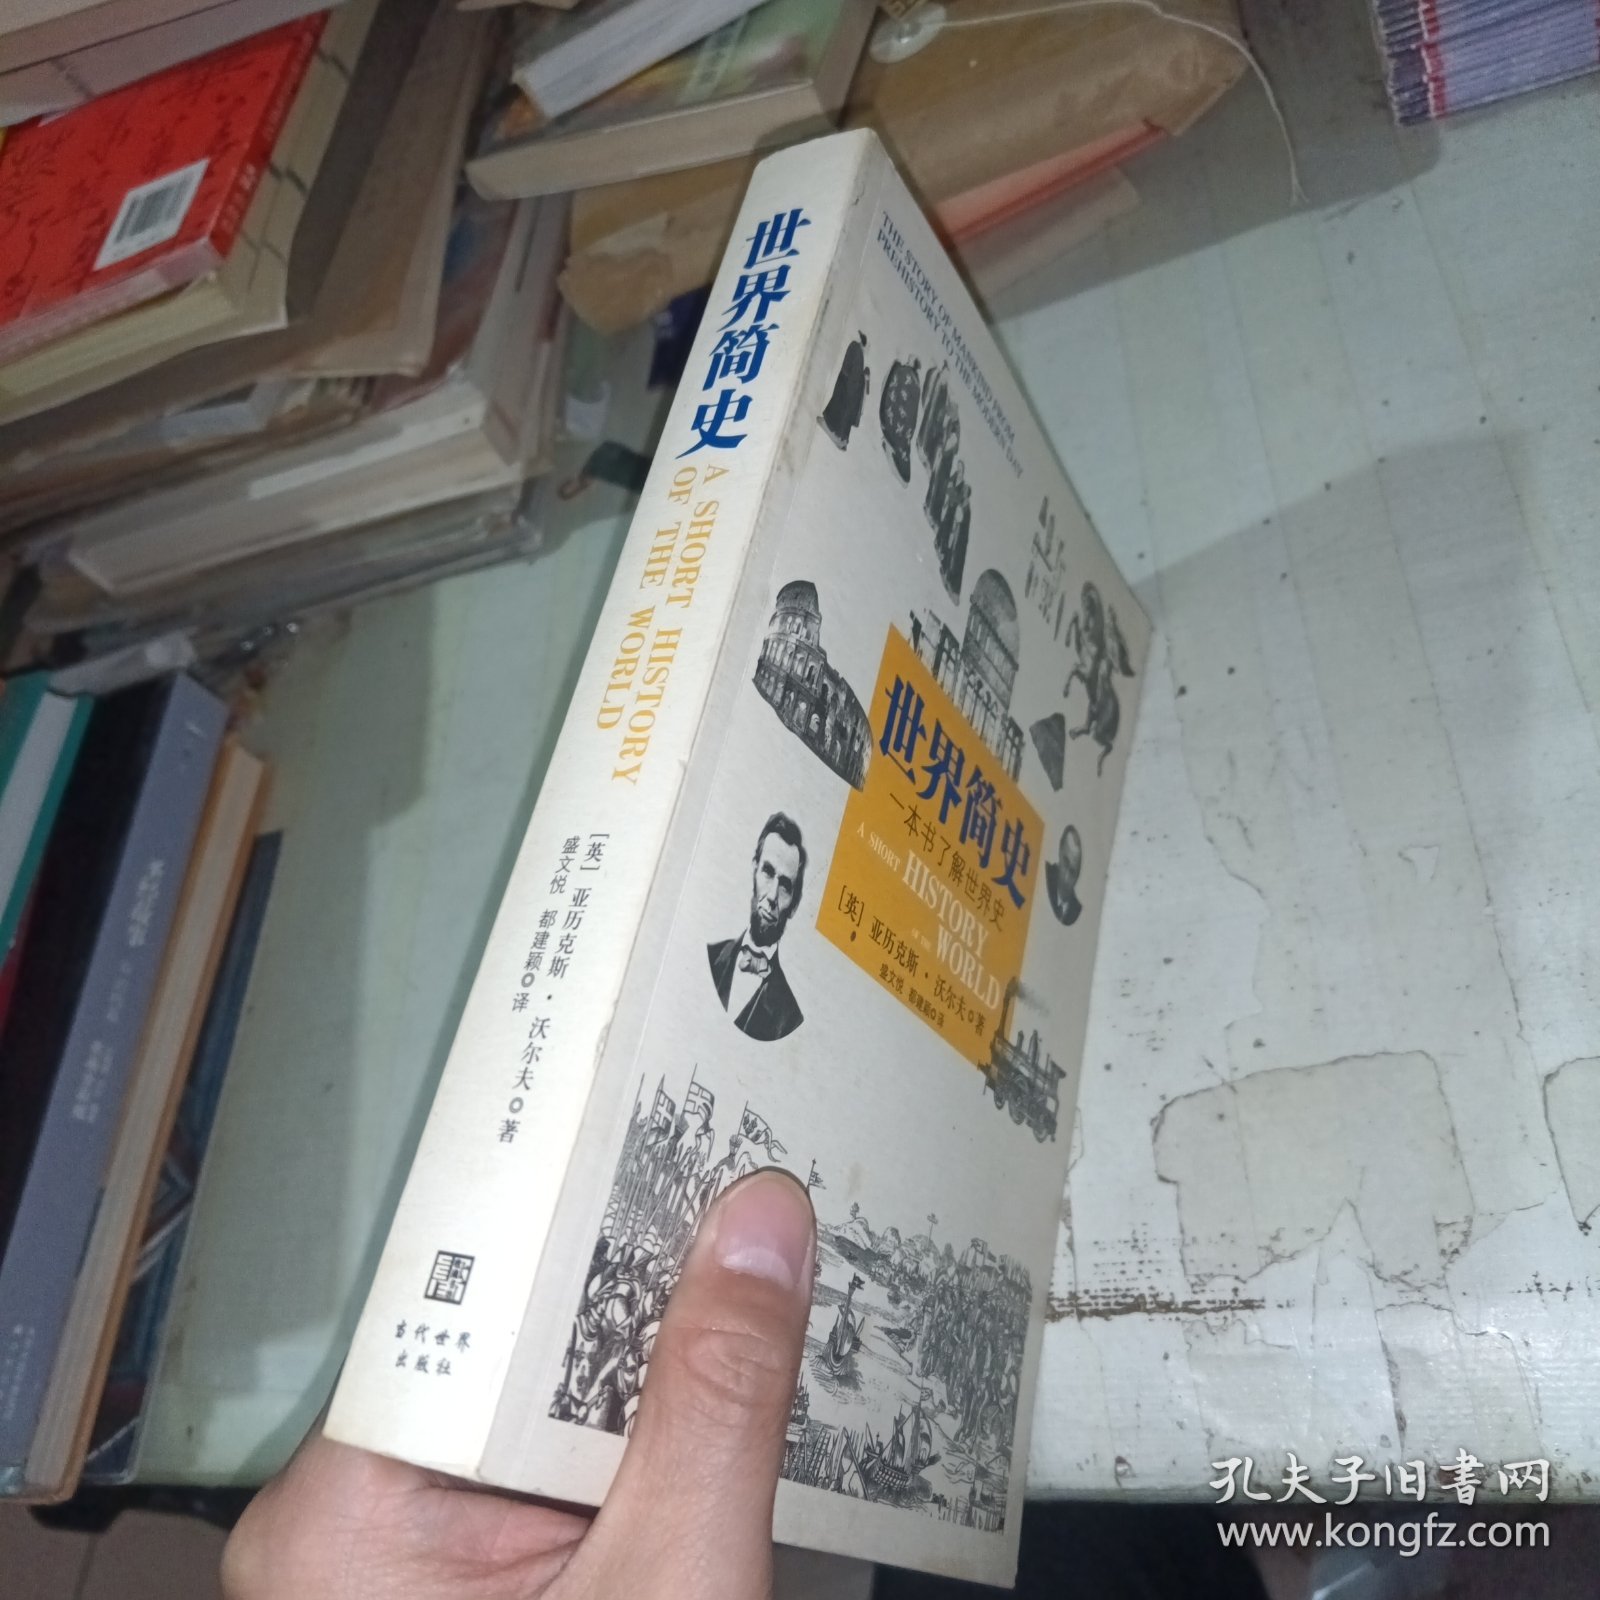 世界简史
A SHORT HISTORY
OF THE WORLD
[英] 亚历克斯·沃尔夫 著
盛文悦 都建颖 译
当代世界
出版社
THE STORY OF MANKIND FROM
PREHISTORY TO THE MODERN DAY
世界简史
一本书了解世界史
A SHORT
HISTORY
OF THE
WORLD
[英] 亚历克斯·沃尔夫 著
盛文悦 都建颖 译
孔夫子旧书网
www.kongfz.com